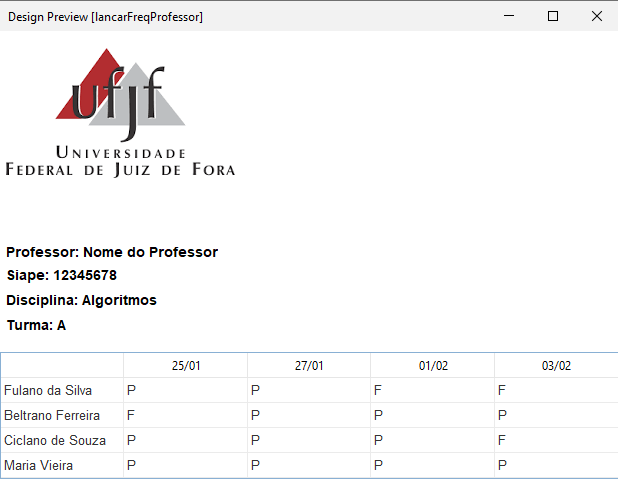 Design Preview [lancarFreqProfessor]
ufjf
UNIVERSIDADE
FEDERAL DE JUIZ DE FORA
Professor: Nome do Professor
Siape: 12345678
Disciplina: Algoritmos
Turma: A
25/01 27/01 01/02 03/02
Fulano da Silva P P F F
Beltrano Ferreira F P P P
Ciclano de Souza P P P F
Maria Vieira P P P P